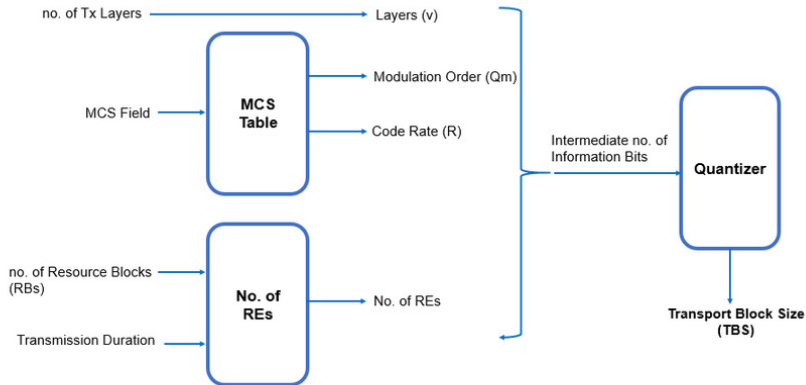 no. of Tx Layers
Layers (v)
MCS Field
MCS
Table
Modulation Order (Qm)
Code Rate (R)
Intermediate no. of
Information Bits
Quantizer
no. of Resource Blocks
(RBs)
Transmission Duration
No. of
REs
No. of REs
Transport Block Size
(TBS)